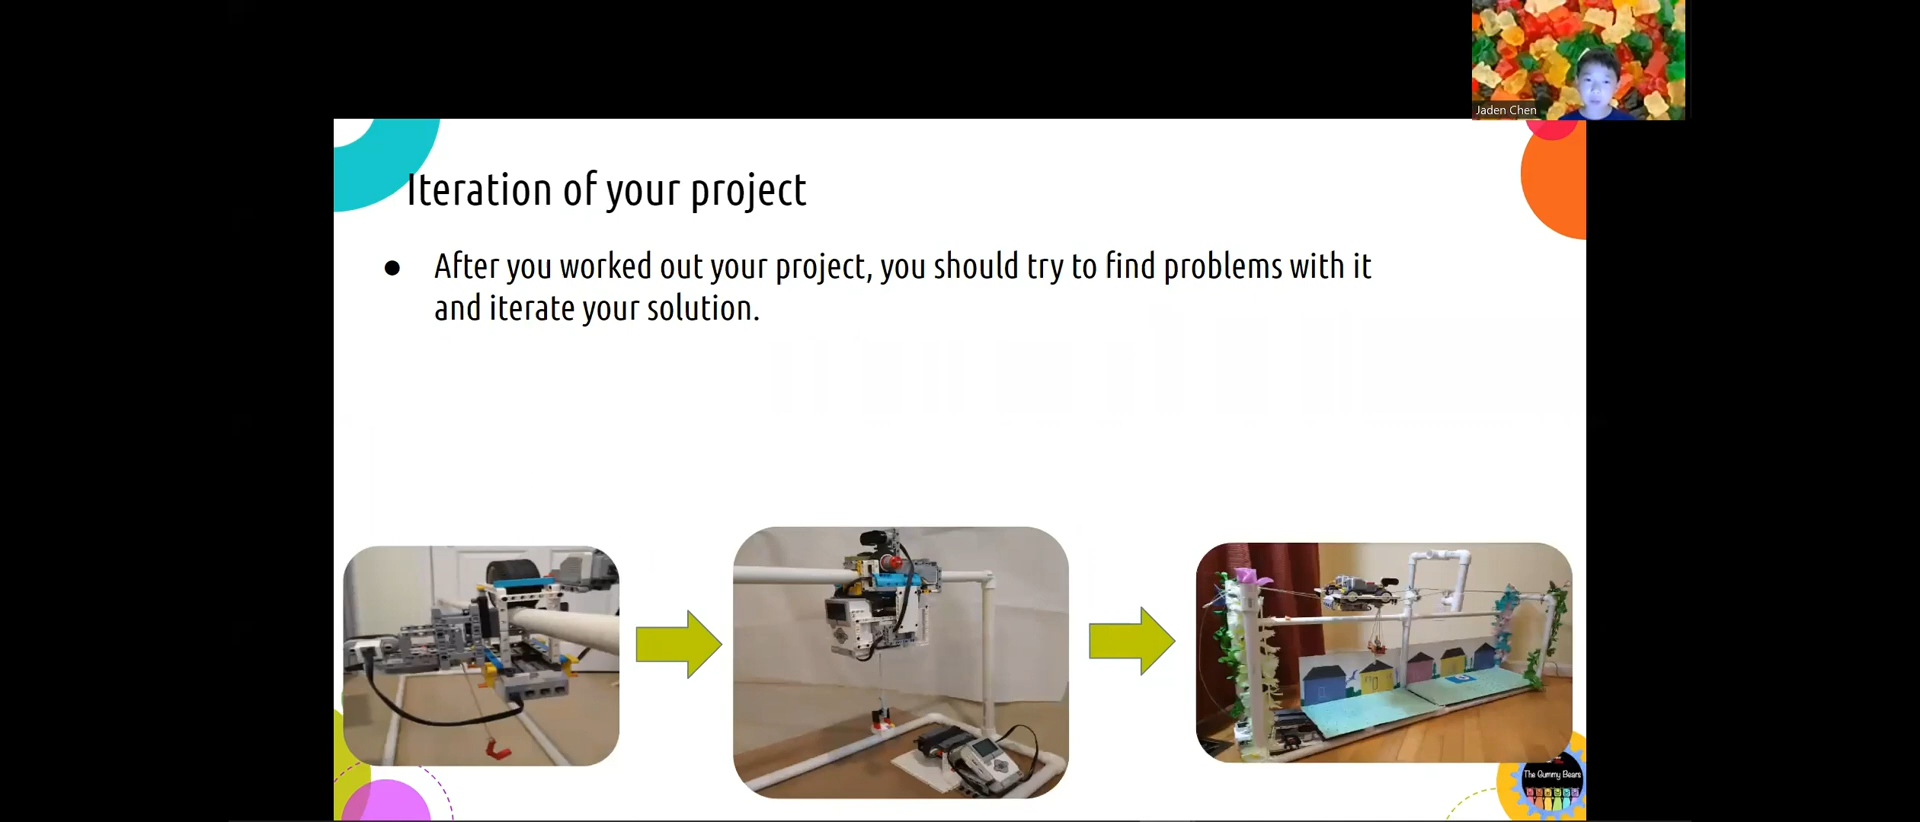 Jaden Chen
Iteration of your project
● After you worked out your project, you should try to find problems with it
and iterate your solution.
The Gummy Bears